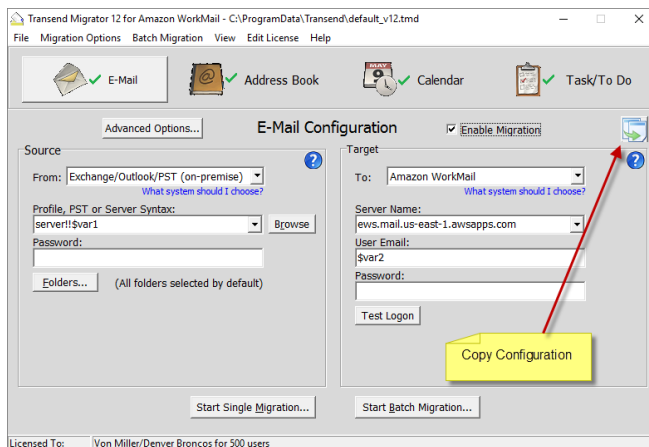 Transend Migrator 12 for Amazon WorkMail - C:\ProgramData\Transend\default_v12.tmd
File Migration Options Batch Migration View Edit License Help
E-Mail Address Book Calendar Task/To Do
MAY
Advanced Options... E-Mail Configuration Enable Migration
Source
From: Exchange/Outlook/PST (on-premise)
What system should I choose?
Profile, PST or Server Syntax:
server!!$var1 Browse
Password:
Folders... (All folders selected by default)
Target
To: Amazon WorkMail
What system should I choose?
Server Name:
ews.mail.us-east-1.awsapps.com
User Email:
$var2
Password:
Test Logon
Copy Configuration
Start Single Migration... Start Batch Migration...
Licensed To: Von Miller/Denver Broncos for 500 users